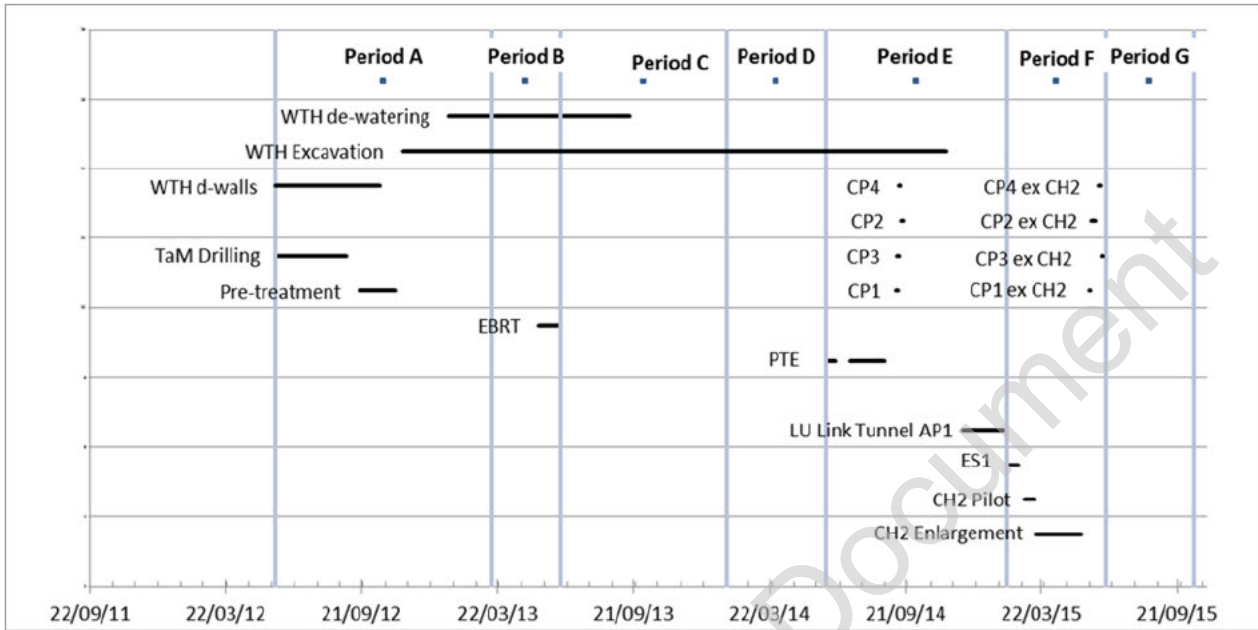 Period A Period B Period C Period D Period E Period F Period G
WTH de-watering
WTH Excavation
WTH d-walls CP4 CP4 ex CH2
CP2 CP2 ex CH2
TaM Drilling CP3 CP3 ex CH2
Pre-treatment CP1 CP1 ex CH2
EBRT
PTE
LU Link Tunnel AP1
ES1
CH2 Pilot
CH2 Enlargement
22/09/11 22/03/12 21/09/12 22/03/13 21/09/13 22/03/14 21/09/14 22/03/15 21/09/15
Document